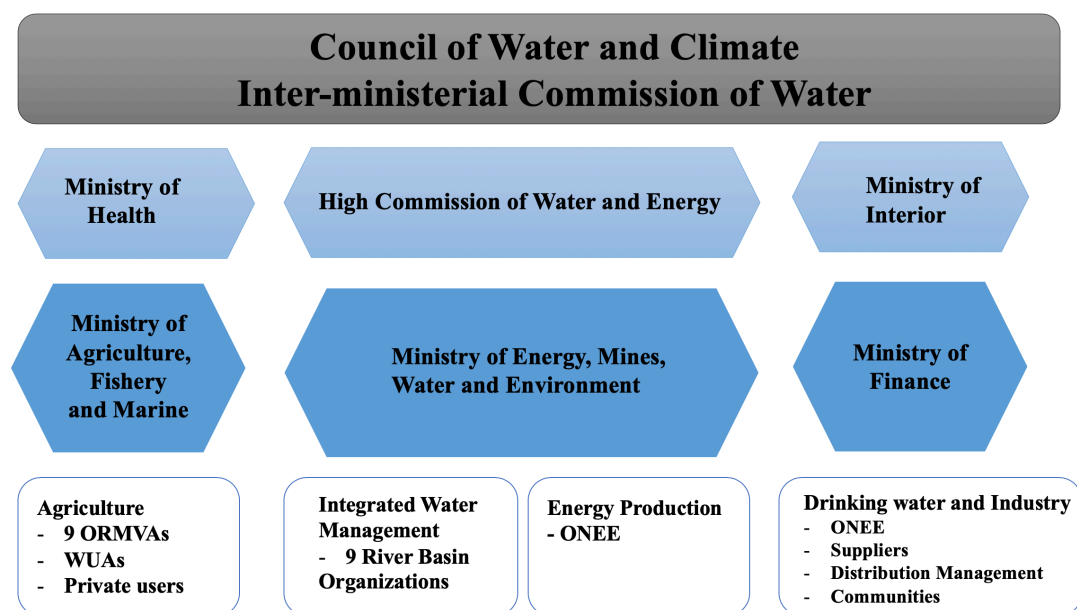 Council of Water and Climate
Inter-ministerial Commission of Water
Ministry of
Health
High Commission of Water and Energy
Ministry of
Interior
Ministry of
Agriculture,
Fishery
and Marine
Ministry of Energy, Mines,
Water and Environment
Ministry of
Finance
Agriculture
- 9 ORMVAs
- WUAs
- Private users
Integrated Water
Management
- 9 River Basin
Organizations
Energy Production
- ONEE
Drinking water and Industry
- ONEE
- Suppliers
- Distribution Management
- Communities